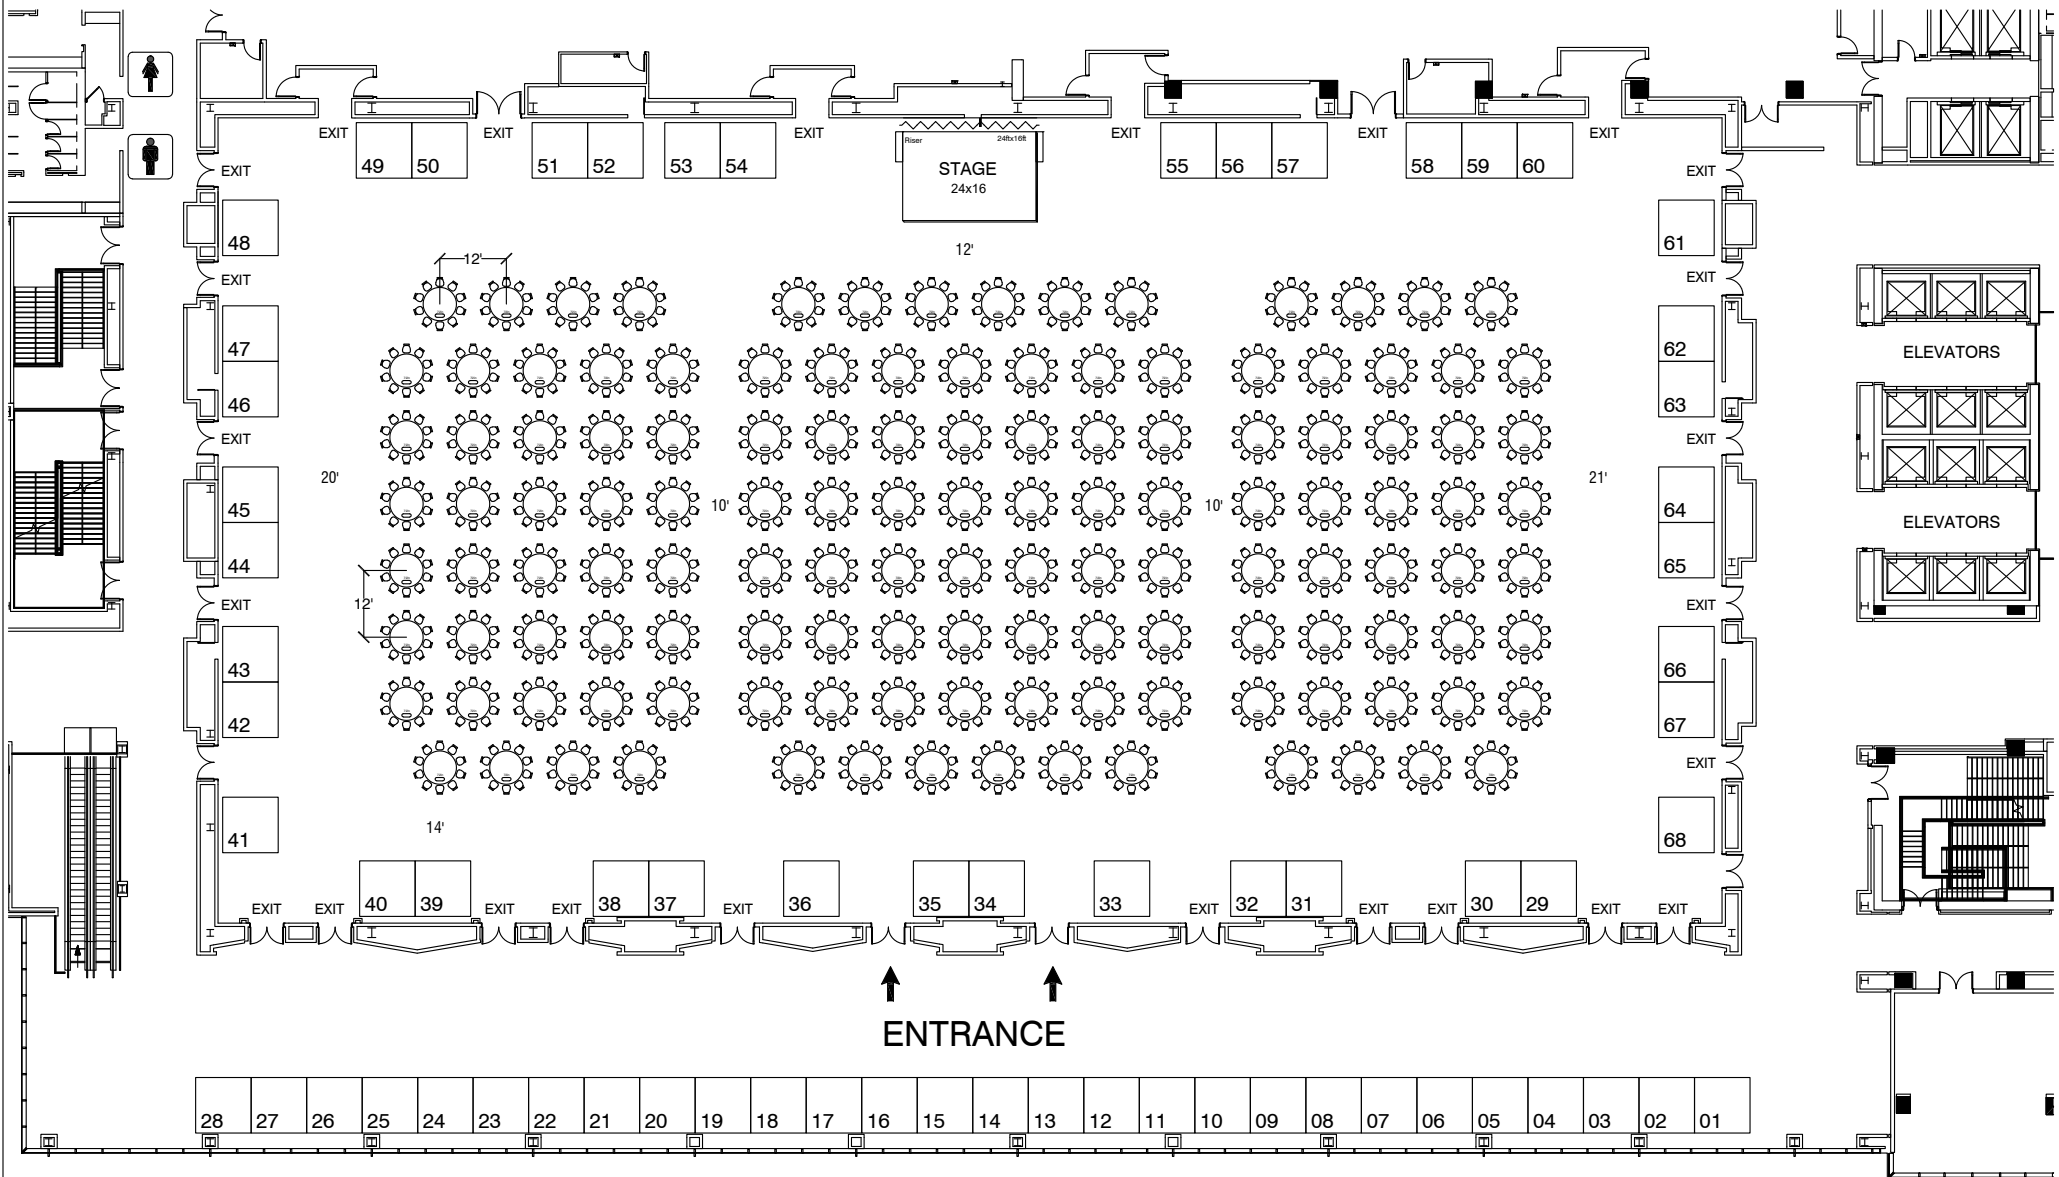 EXIT EXIT EXIT EXIT EXIT EXIT
49 50 51 52 53 54 55 56 57 58 59 60
Riser 24ftx16ft
STAGE
24x16
EXIT EXIT
48 61
12'
12'
EXIT EXIT
47 62
ELEVATORS
46 63
EXIT EXIT
20' 21'
45 10' 10' 64
ELEVATORS
44 65
12'
EXIT EXIT
43 66
42 67
EXIT
14'
41 68
40 39 38 37 36 35 34 33 32 31 30 29
EXIT EXIT EXIT EXIT EXIT EXIT EXIT EXIT EXIT EXIT
ENTRANCE
28 27 26 25 24 23 22 21 20 19 18 17 16 15 14 13 12 11 10 09 08 07 06 05 04 03 02 01